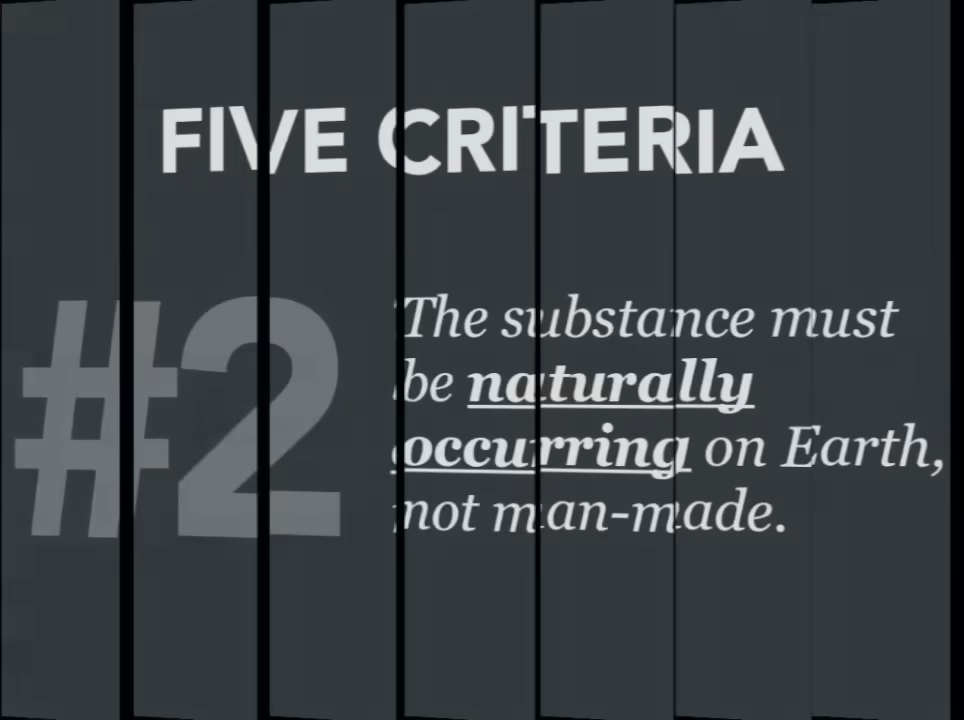 FIVE CRITERIA
#2
The substance must
be naturally
occurring on Earth,
not man-made.